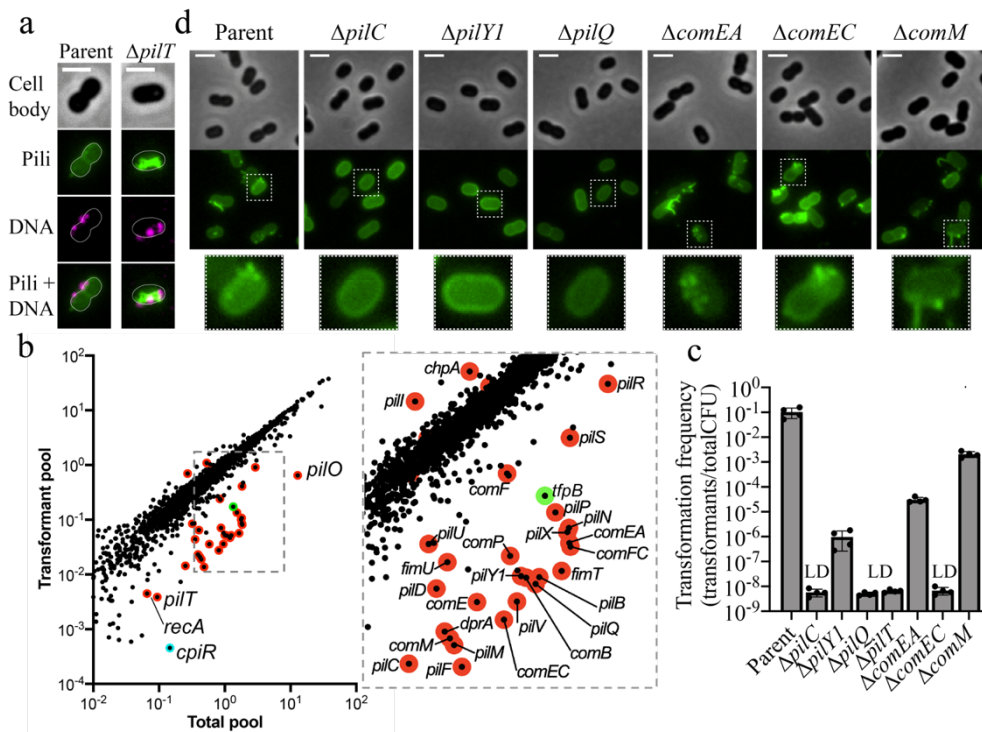 a
Parent ΔpilT
Cell
body
Pili
DNA
Pili +
DNA
d
Parent ΔpilC ΔpilY1 ΔpilQ ΔcomEA ΔcomEC ΔcomM
b
Transformant pool
10^2
10^1
10^0
10^-1
10^-2
10^-3
10^-4
10^-2 10^-1 10^0 10^1 10^2
Total pool
pilO
pilT
recA
cpiR
chpA
pilI
pilR
pilS
comF
tfpB
pilP
pilN
pilX
comEA
comFC
pilU
comP
fimU
fimT
pilY1
pilD
pilB
comE
pilV
pilQ
dprA
comB
comM
pilM
comEC
pilC
pilF
c
Transformation frequency
(transformants/totalCFU)
10^0
10^-1
10^-2
10^-3
10^-4
10^-5
10^-6
10^-7
10^-8
10^-9
LD LD LD
Parent
ΔpilC
ΔpilY1
ΔpilQ
ΔpilT
ΔcomEA
ΔcomEC
ΔcomM